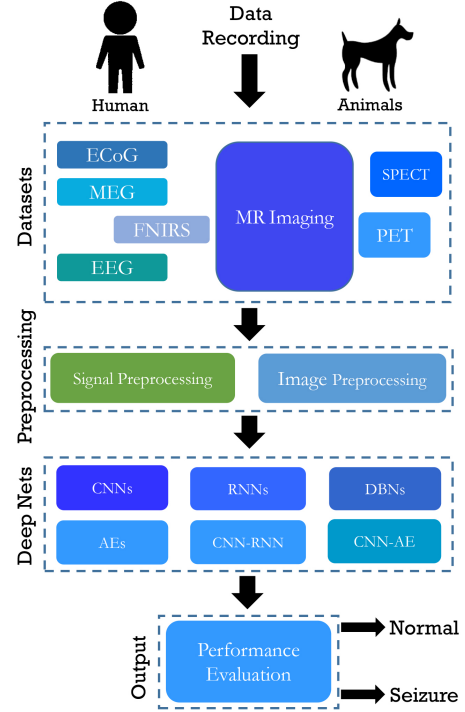 Data
Recording
Human
Animals
Datasets
ECoG
MEG
FNIRS
EEG
MR Imaging
SPECT
PET
Preprocessing
Signal Preprocessing
Image Preprocessing
Deep Nets
CNNs
RNNs
DBNs
AEs
CNN-RNN
CNN-AE
Output
Performance
Evaluation
Normal
Seizure